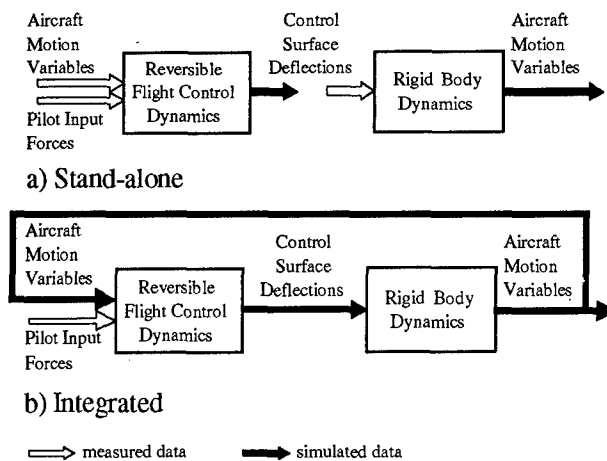 Aircraft
Motion
Variables
Pilot Input
Forces
Reversible
Flight Control
Dynamics
Control
Surface
Deflections
Rigid Body
Dynamics
Aircraft
Motion
Variables
a) Stand-alone
Aircraft
Motion
Variables
Pilot Input
Forces
Reversible
Flight Control
Dynamics
Control
Surface
Deflections
Rigid Body
Dynamics
Aircraft
Motion
Variables
b) Integrated
measured data
simulated data